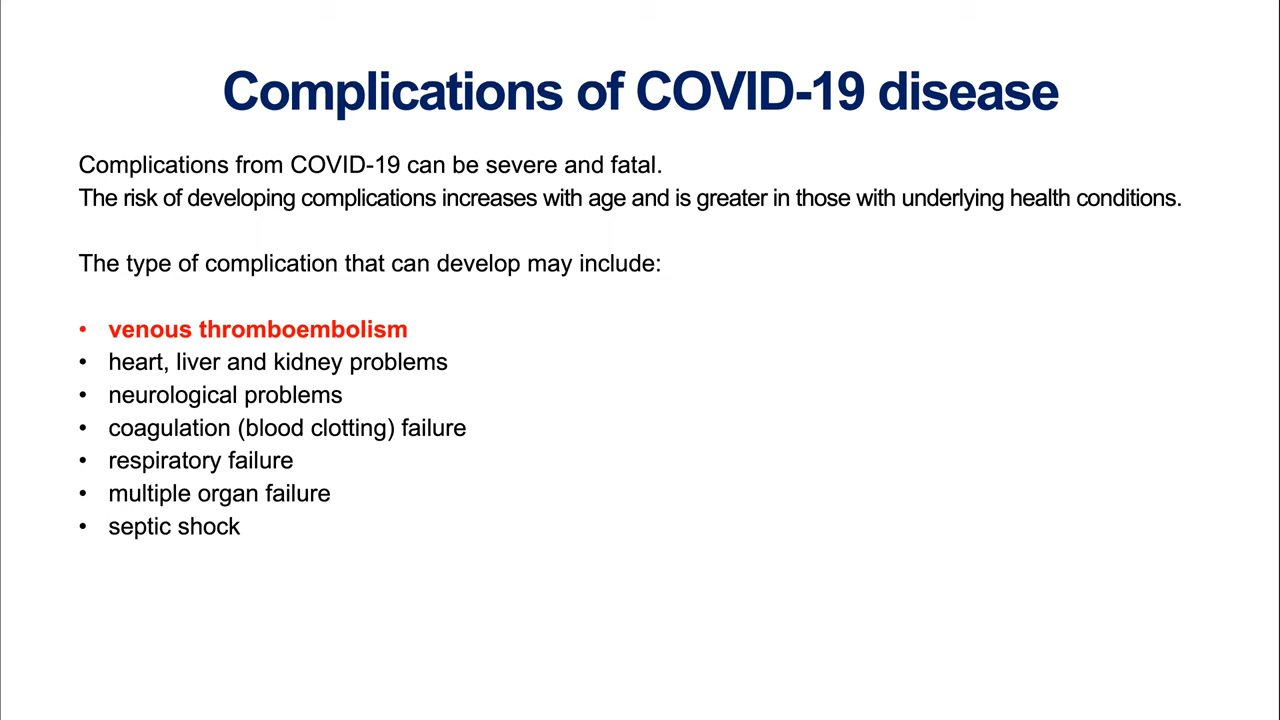 Complications of COVID-19 disease
Complications from COVID-19 can be severe and fatal.
The risk of developing complications increases with age and is greater in those with underlying health conditions.
The type of complication that can develop may include:
• venous thromboembolism
• heart, liver and kidney problems
• neurological problems
• coagulation (blood clotting) failure
• respiratory failure
• multiple organ failure
• septic shock